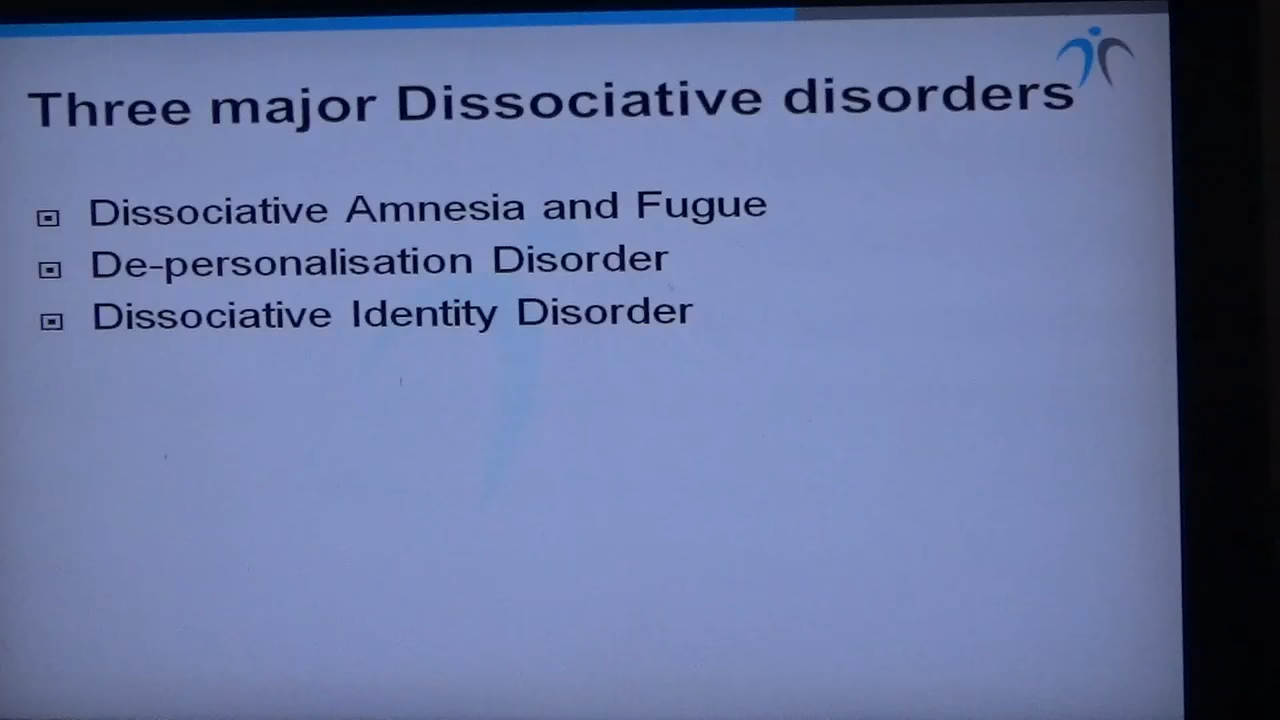 Three major Dissociative disorders
Dissociative Amnesia and Fugue
De-personalisation Disorder
Dissociative Identity Disorder